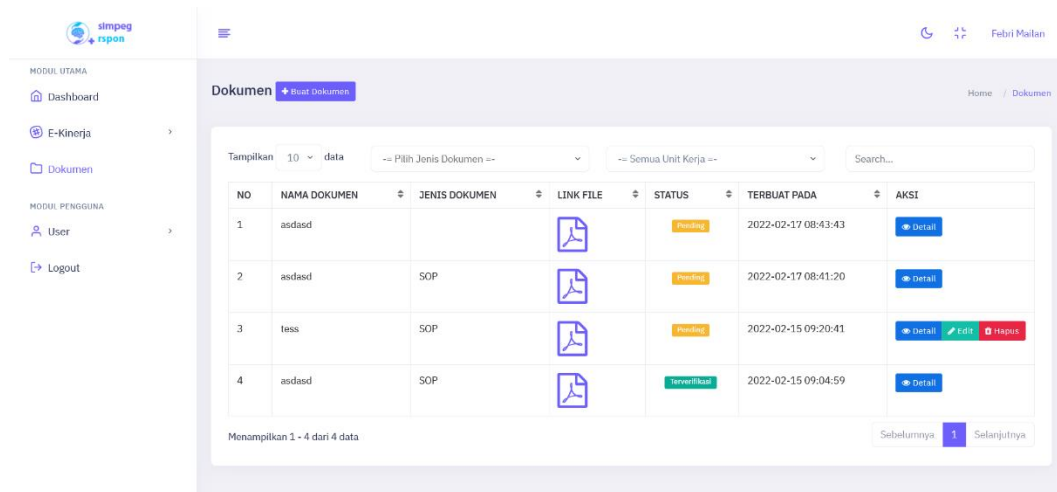 simpeg
rspon
Febri Mailan
MODUL UTAMA
Dashboard
E-Kinerja
Dokumen
MODUL PENGGUNA
User
Logout
Dokumen + Buat Dokumen
Home / Dokumen
Tampilkan 10 data -= Pilih Jenis Dokumen =- -= Semua Unit Kerja =- Search...
NO NAMA DOKUMEN JENIS DOKUMEN LINK FILE STATUS TERBUAT PADA AKSI
1 asdasd Pending 2022-02-17 08:43:43 Detail
2 asdasd SOP Pending 2022-02-17 08:41:20 Detail
3 tess SOP Pending 2022-02-15 09:20:41 Detail Edit Hapus
4 asdasd SOP Terverifikasi 2022-02-15 09:04:59 Detail
Menampilkan 1 - 4 dari 4 data
Sebelumnya 1 Selanjutnya